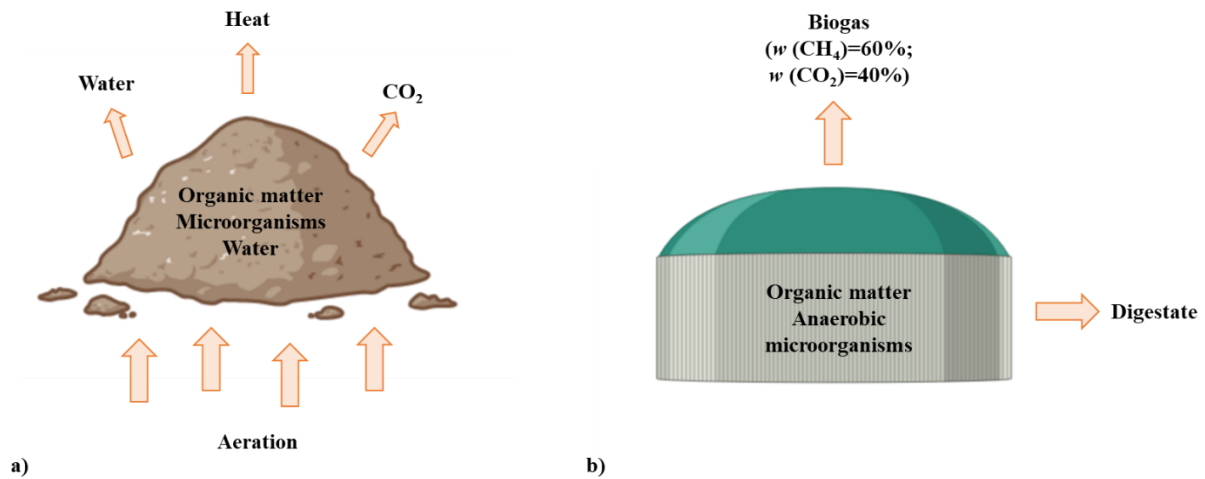 Heat
Water
CO₂
Organic matter
Microorganisms
Water
Aeration
a)
Biogas
(w (CH₄)=60%;
w (CO₂)=40%)
Organic matter
Anaerobic
microorganisms
Digestate
b)